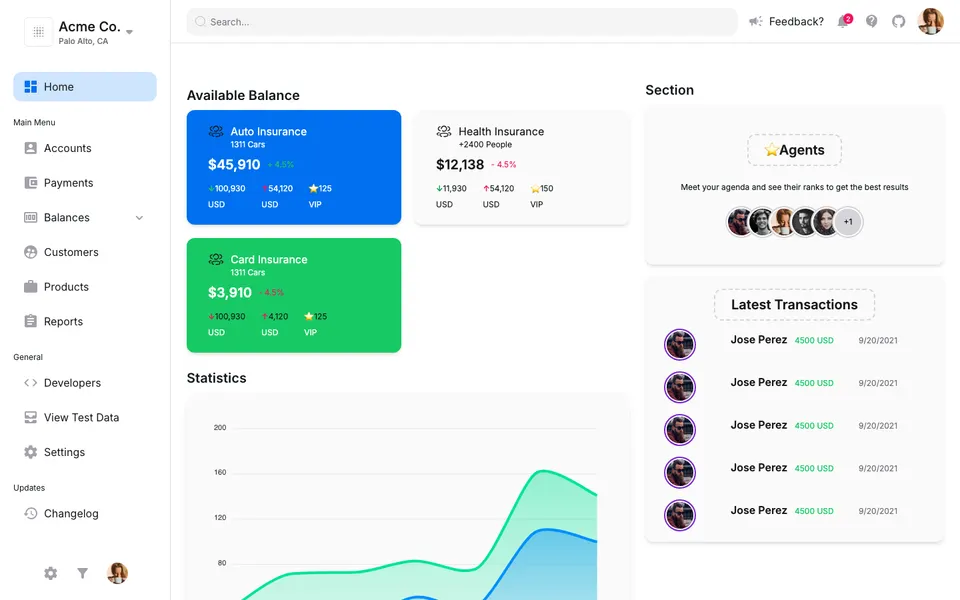 Acme Co.
Palo Alto, CA
Home
Main Menu
Accounts
Payments
Balances
Customers
Products
Reports
General
Developers
View Test Data
Settings
Updates
Changelog
Search...
Feedback?
2
Available Balance
Auto Insurance
1311 Cars
$45,910 + 4.5%
↓100,930 ↑54,120 ⭐125
USD USD VIP
Health Insurance
+2400 People
$12,138 - 4.5%
↓11,930 ↑54,120 ⭐150
USD USD VIP
Card Insurance
1311 Cars
$3,910 - 4.5%
↓100,930 ↑4,120 ⭐125
USD USD VIP
Statistics
200
160
120
80
Section
⭐Agents
Meet your agenda and see their ranks to get the best results
+1
Latest Transactions
Jose Perez 4500 USD 9/20/2021
Jose Perez 4500 USD 9/20/2021
Jose Perez 4500 USD 9/20/2021
Jose Perez 4500 USD 9/20/2021
Jose Perez 4500 USD 9/20/2021